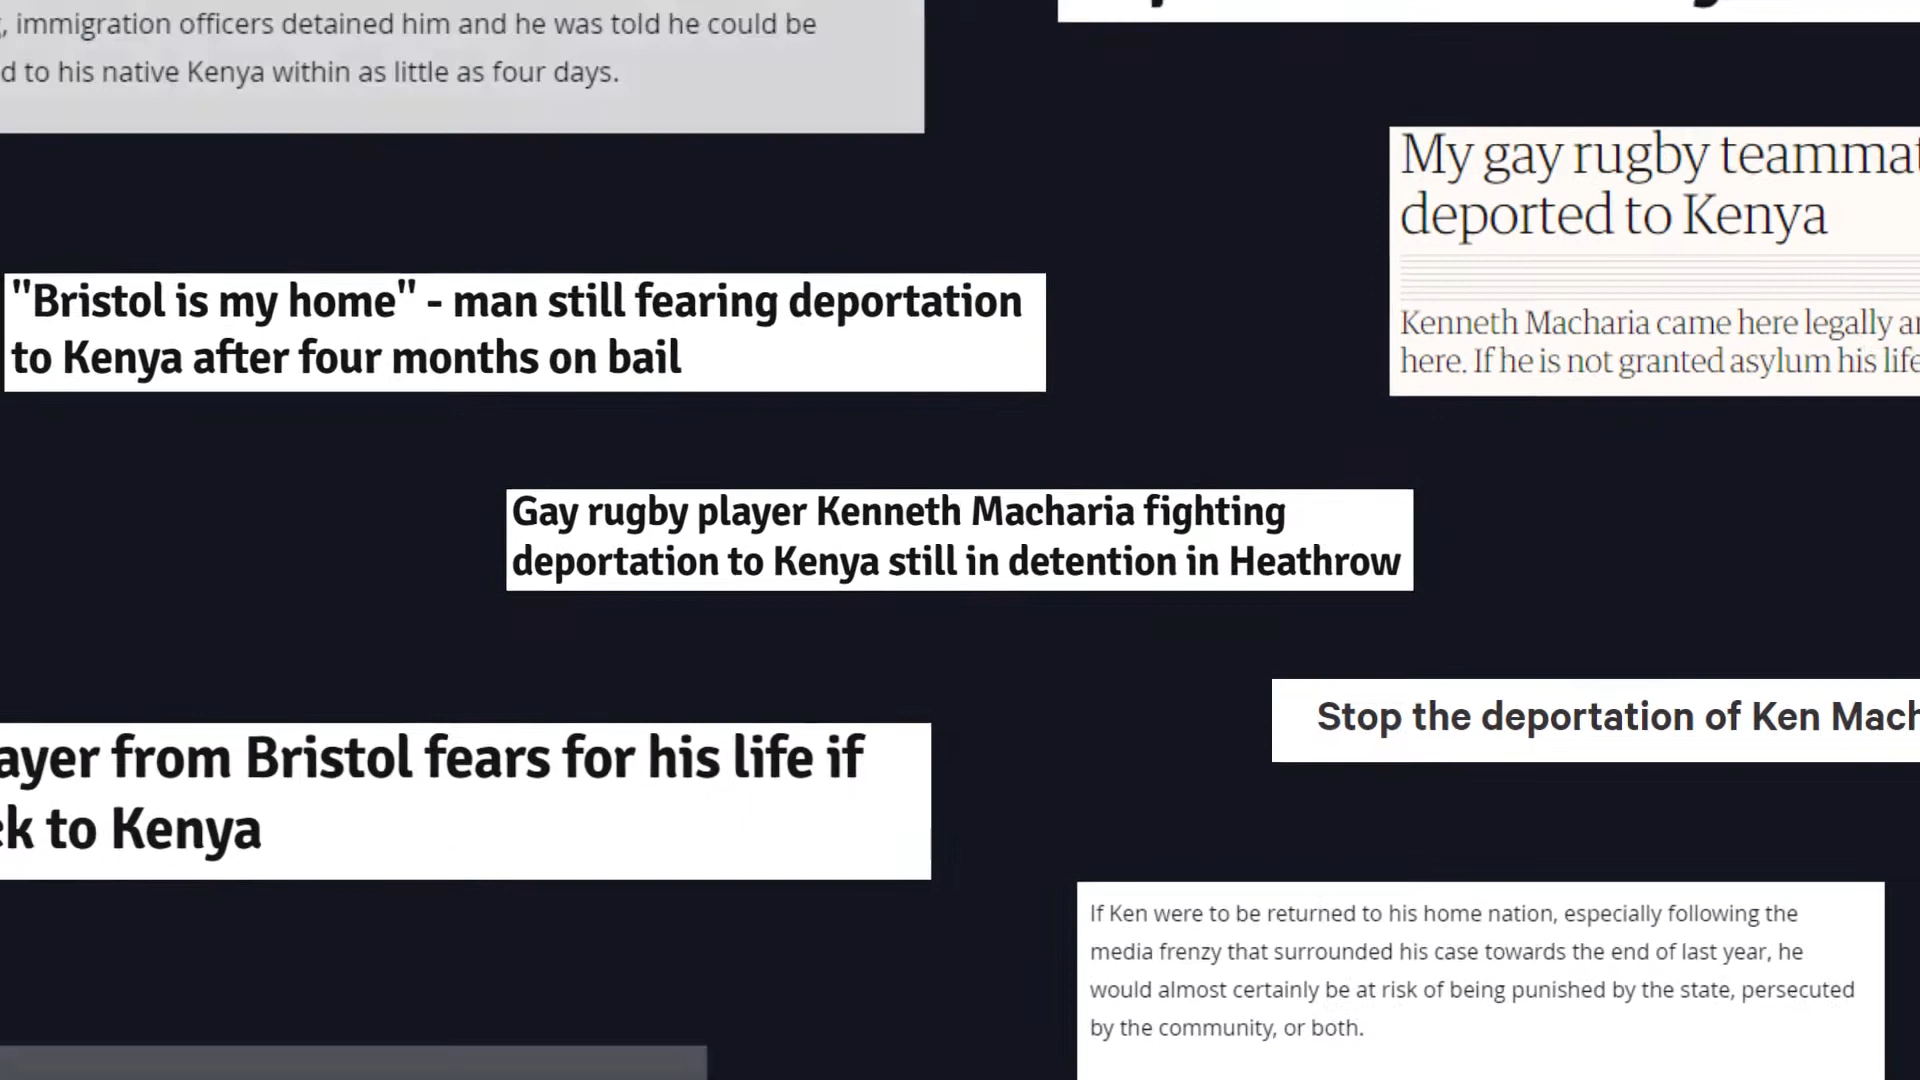 , immigration officers detained him and he was told he could be
d to his native Kenya within as little as four days.
My gay rugby teammat
deported to Kenya
Kenneth Macharia came here legally an
here. If he is not granted asylum his life
"Bristol is my home" - man still fearing deportation
to Kenya after four months on bail
Gay rugby player Kenneth Macharia fighting
deportation to Kenya still in detention in Heathrow
Stop the deportation of Ken Mach
ayer from Bristol fears for his life if
ck to Kenya
If Ken were to be returned to his home nation, especially following the
media frenzy that surrounded his case towards the end of last year, he
would almost certainly be at risk of being punished by the state, persecuted
by the community, or both.